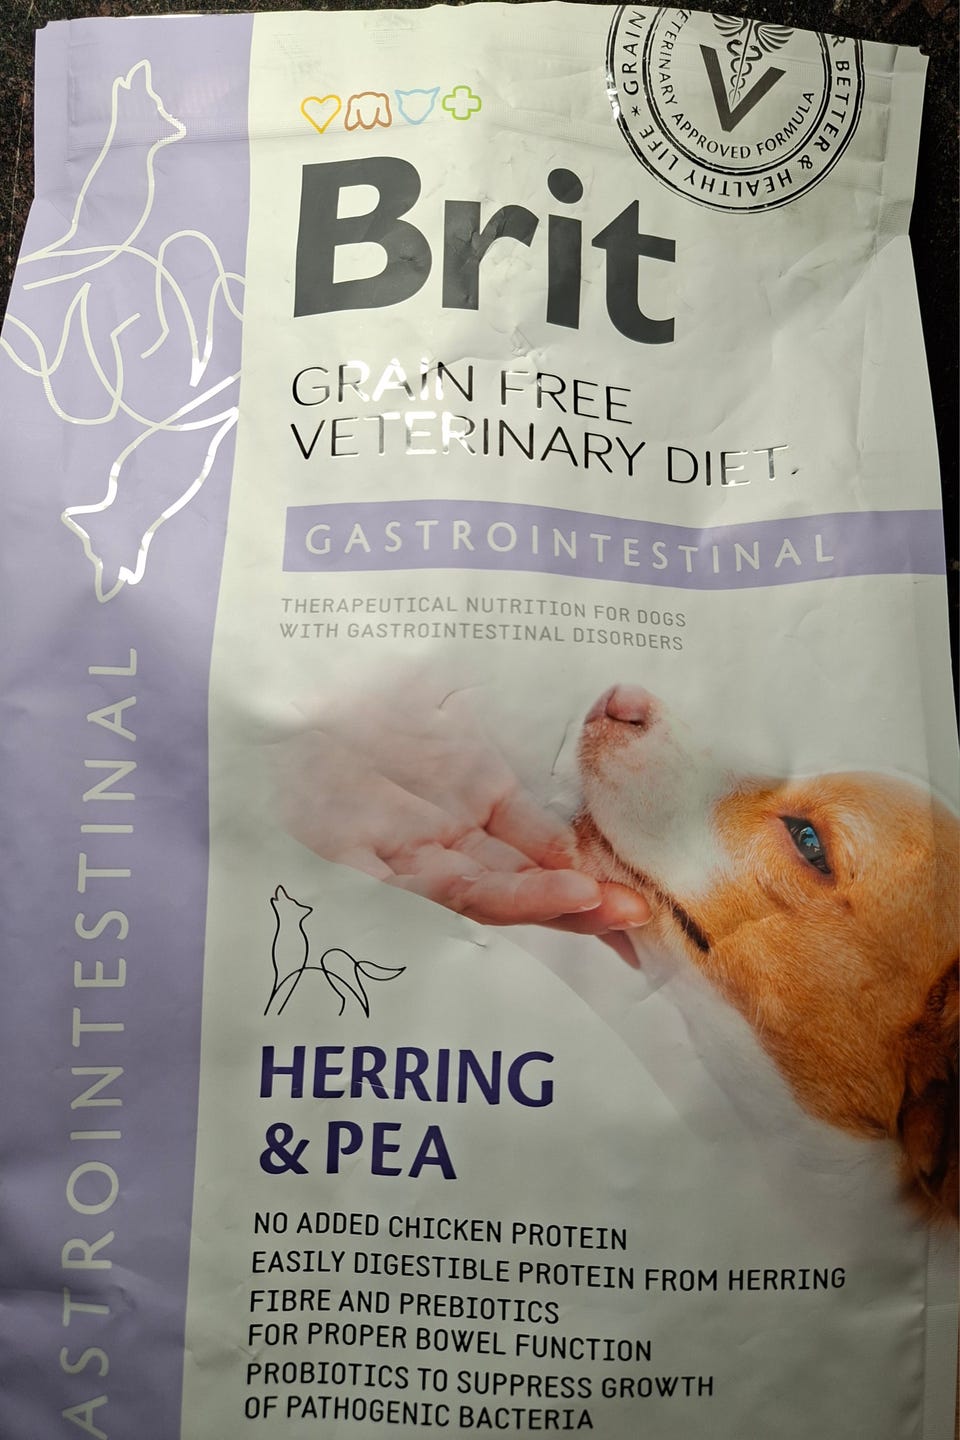 GRAIN
R BETTER & HEALTHY LIFE *
VETERINARY APPROVED FORMULA
V
Brit
GRAIN FREE
VETERINARY DIET.
GASTROINTESTINAL
THERAPEUTICAL NUTRITION FOR DOGS
WITH GASTROINTESTINAL DISORDERS
ASTROINTESTINAL
HERRING
& PEA
NO ADDED CHICKEN PROTEIN
EASILY DIGESTIBLE PROTEIN FROM HERRING
FIBRE AND PREBIOTICS
FOR PROPER BOWEL FUNCTION
PROBIOTICS TO SUPPRESS GROWTH
OF PATHOGENIC BACTERIA